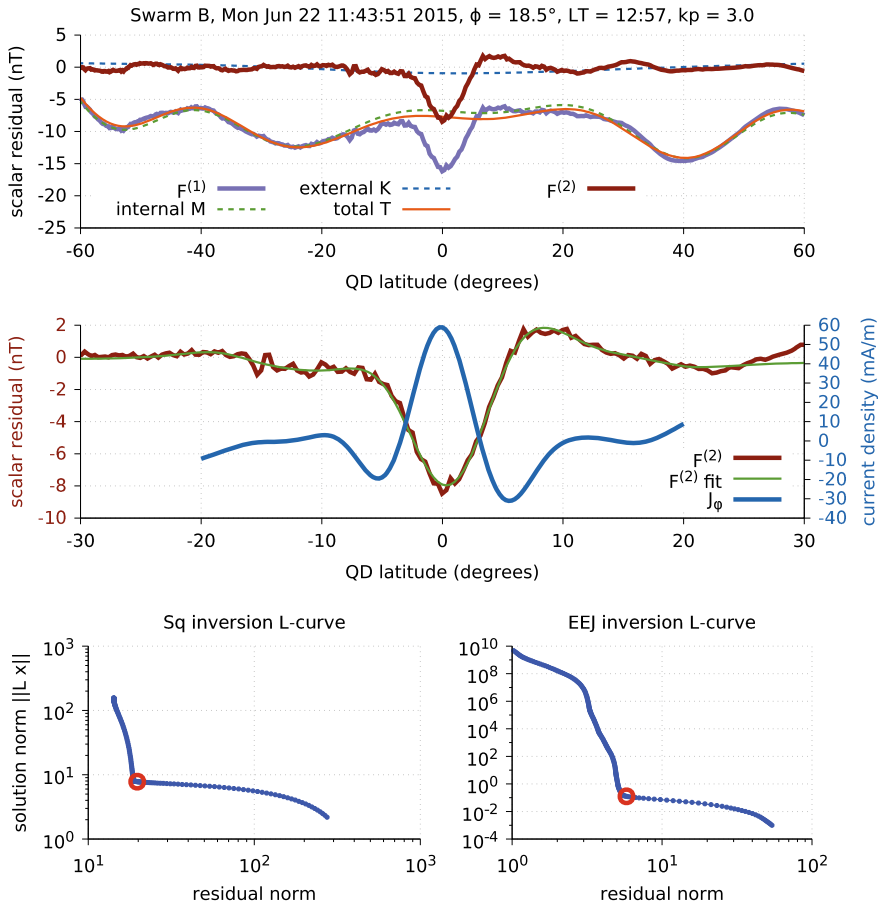 Swarm B, Mon Jun 22 11:43:51 2015, ϕ = 18.5°, LT = 12:57, kp = 3.0
scalar residual (nT)
5
0
-5
-10
-15
-20
-25
F(1)
internal M
external K
total T
F(2)
-60 -40 -20 0 20 40 60
QD latitude (degrees)
scalar residual (nT)
2
0
-2
-4
-6
-8
-10
60
50
40
30
20
10
0
-10
-20
-30
-40
current density (mA/m)
F(2)
F(2) fit
Jφ
-30 -20 -10 0 10 20 30
QD latitude (degrees)
Sq inversion L-curve
solution norm ||L x||
10³
10²
10¹
10⁰
10¹ 10² 10³
residual norm
EEJ inversion L-curve
10¹⁰
10⁸
10⁶
10⁴
10²
10⁰
10⁻²
10⁻⁴
10⁰ 10¹ 10²
residual norm